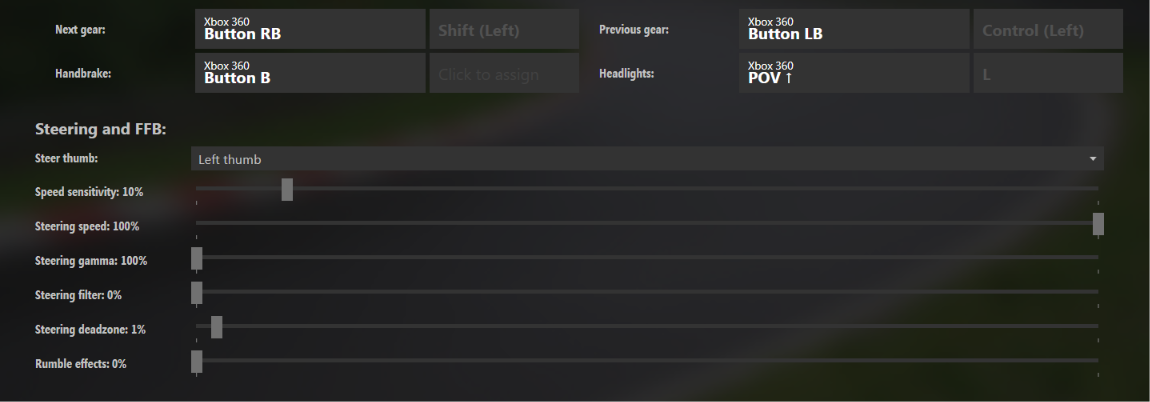 Next gear:
Xbox 360
Button RB
Shift (Left)
Previous gear:
Xbox 360
Button LB
Control (Left)
Handbrake:
Xbox 360
Button B
Click to assign
Headlights:
Xbox 360
POV ↑
L
Steering and FFB:
Steer thumb:
Left thumb
Speed sensitivity: 10%
Steering speed: 100%
Steering gamma: 100%
Steering filter: 0%
Steering deadzone: 1%
Rumble effects: 0%